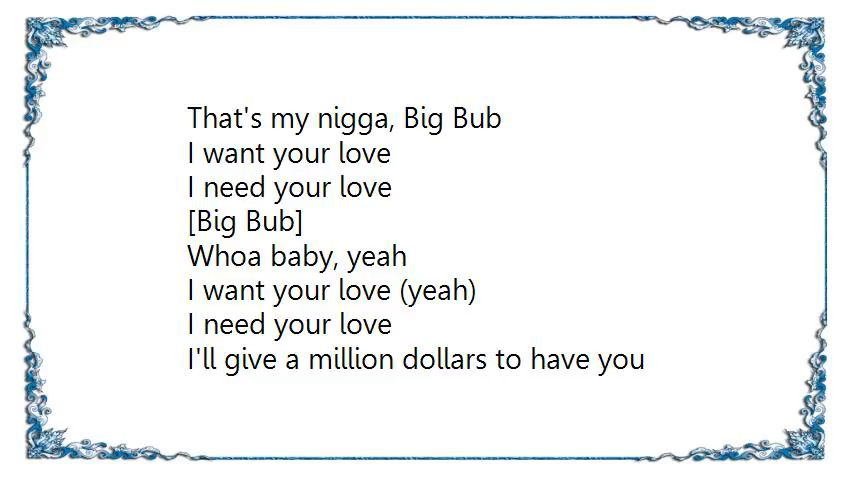 That's my nigga, Big Bub
I want your love
I need your love
[Big Bub]
Whoa baby, yeah
I want your love (yeah)
I need your love
I'll give a million dollars to have you